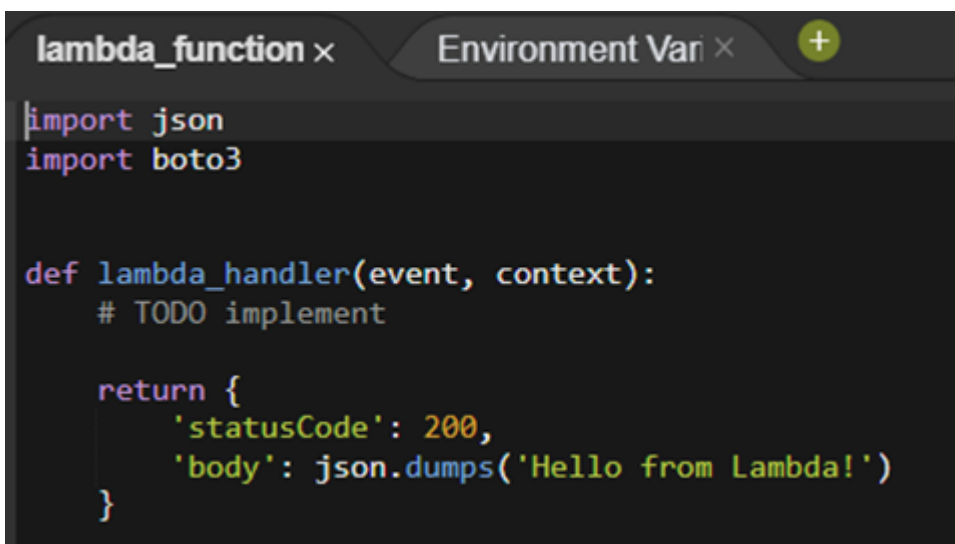 lambda_function ×
Environment Vari ×
import json
import boto3
def lambda_handler(event, context):
    # TODO implement
    return {
        'statusCode': 200,
        'body': json.dumps('Hello from Lambda!')
    }